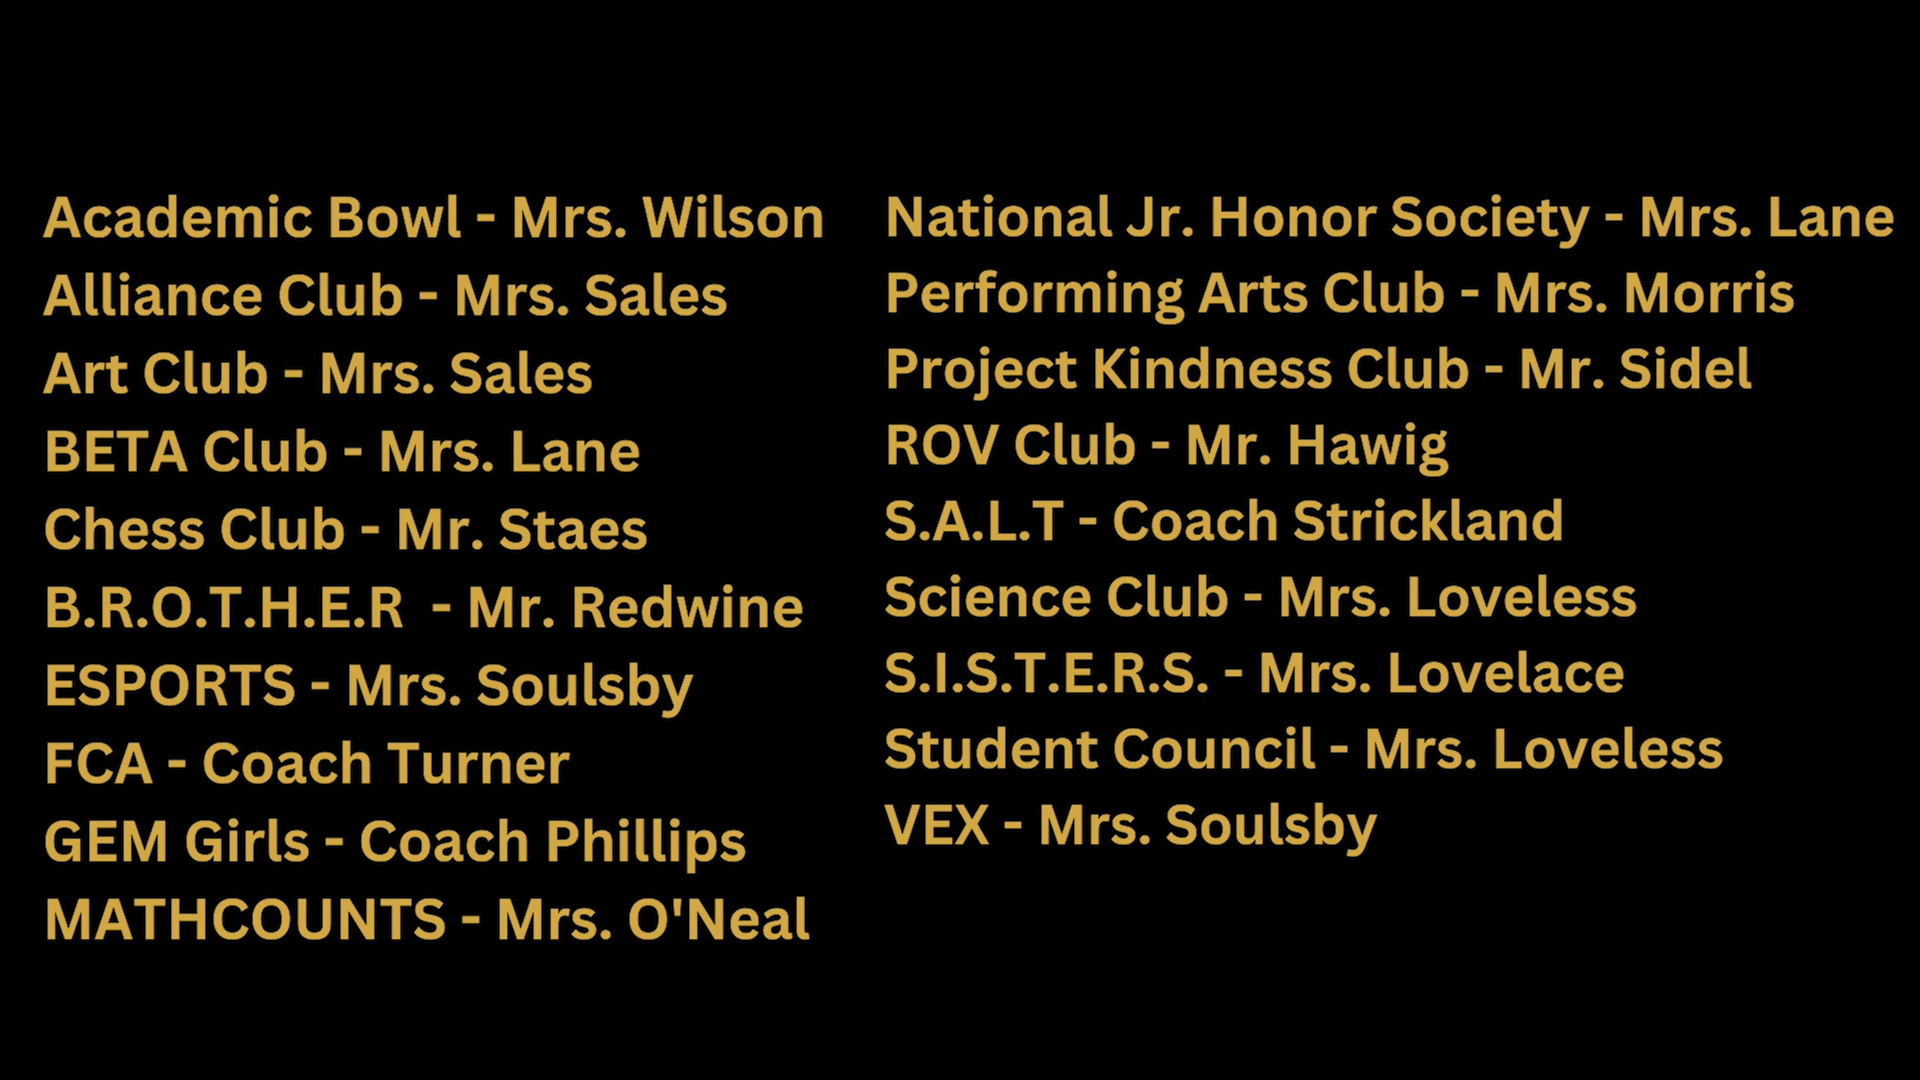 Academic Bowl - Mrs. Wilson
Alliance Club - Mrs. Sales
Art Club - Mrs. Sales
BETA Club - Mrs. Lane
Chess Club - Mr. Staes
B.R.O.T.H.E.R - Mr. Redwine
ESPORTS - Mrs. Soulsby
FCA - Coach Turner
GEM Girls - Coach Phillips
MATHCOUNTS - Mrs. O'Neal
National Jr. Honor Society - Mrs. Lane
Performing Arts Club - Mrs. Morris
Project Kindness Club - Mr. Sidel
ROV Club - Mr. Hawig
S.A.L.T - Coach Strickland
Science Club - Mrs. Loveless
S.I.S.T.E.R.S. - Mrs. Lovelace
Student Council - Mrs. Loveless
VEX - Mrs. Soulsby